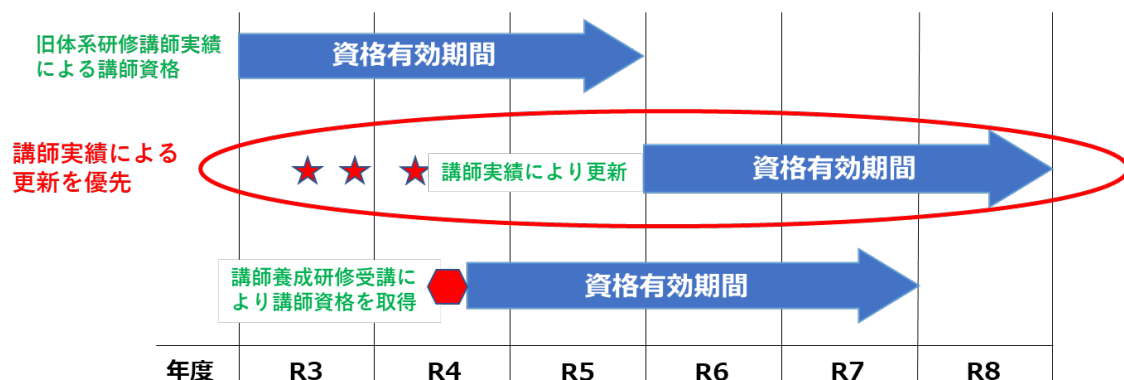 旧体系研修講師実績
による講師資格
資格有効期間
講師実績による
更新を優先
講師実績により更新
資格有効期間
講師養成研修受講に
より講師資格を取得
資格有効期間
年度 R3 R4 R5 R6 R7 R8